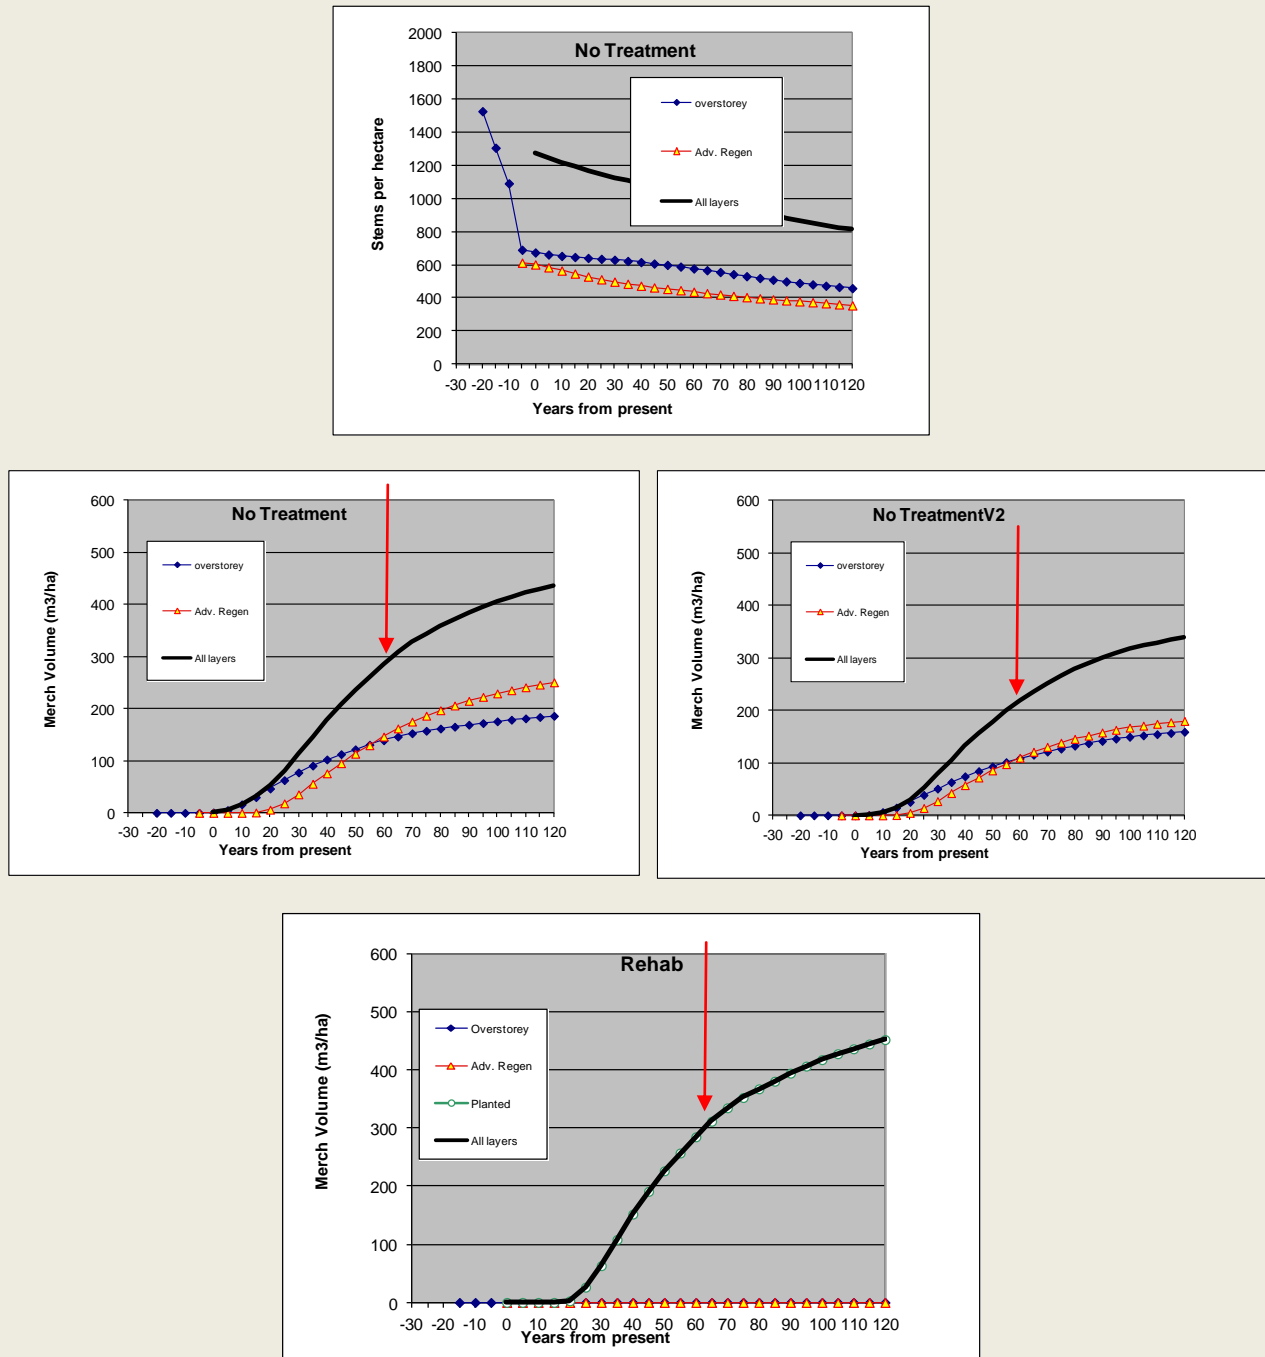 No Treatment
2000
1800
1600
1400
1200
1000
800
600
400
200
0
Stems per hectare
overstorey
Adv. Regen
All layers
-30 -20 -10 0 10 20 30 40 50 60 70 80 90 100 110 120
Years from present
No Treatment
600
500
400
300
200
100
0
Merch Volume (m3/ha)
overstorey
Adv. Regen
All layers
-30 -20 -10 0 10 20 30 40 50 60 70 80 90 100 110 120
Years from present
No TreatmentV2
600
500
400
300
200
100
0
Merch Volume (m3/ha)
overstorey
Adv. Regen
All layers
-30 -20 -10 0 10 20 30 40 50 60 70 80 90 100 110 120
Years from present
Rehab
600
500
400
300
200
100
0
Merch Volume (m3/ha)
Overstorey
Adv. Regen
Planted
All layers
-30 -20 -10 0 10 20 30 40 50 60 70 80 90 100 110 120
Years from present